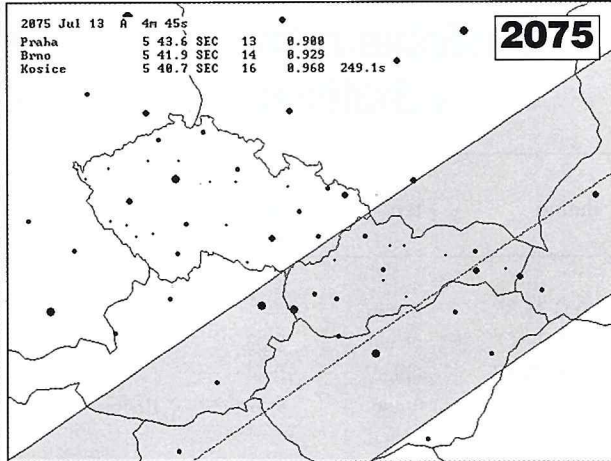 2075 Jul 13 A 4m 45s
2075
Praha 5 43.6 SEC 13 0.900
Brno 5 41.9 SEC 14 0.929
Kosice 5 40.7 SEC 16 0.968 249.1s